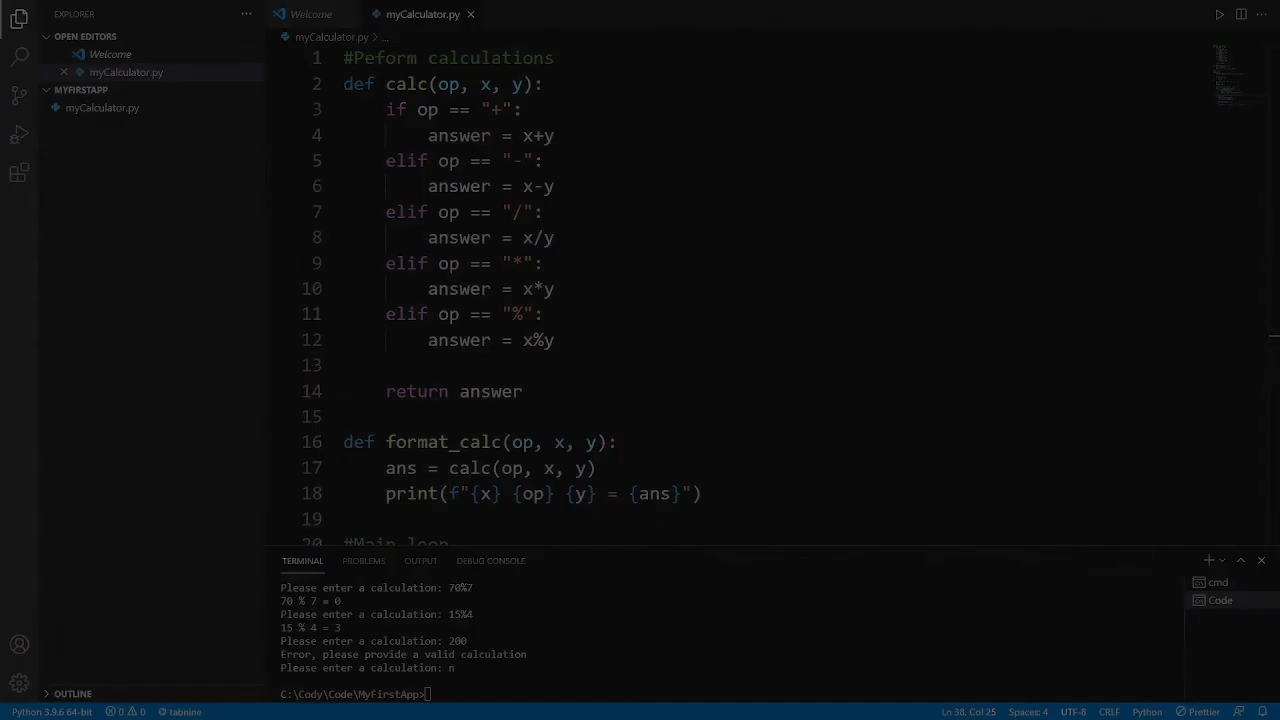 EXPLORER
OPEN EDITORS
Welcome
myCalculator.py
MYFIRSTAPP
myCalculator.py
OUTLINE
Welcome
myCalculator.py
myCalculator.py > ...
1 #Peform calculations
2 def calc(op, x, y):
3     if op == "+":
4         answer = x+y
5     elif op == "-":
6         answer = x-y
7     elif op == "/":
8         answer = x/y
9     elif op == "*":
10         answer = x*y
11     elif op == "%":
12         answer = x%y
13
14     return answer
15
16 def format_calc(op, x, y):
17     ans = calc(op, x, y)
18     print(f"{x} {op} {y} = {ans}")
19
20 #Main loop
TERMINAL PROBLEMS OUTPUT DEBUG CONSOLE
Please enter a calculation: 70%7
70 % 7 = 0
Please enter a calculation: 15%4
15 % 4 = 3
Please enter a calculation: 200
Error, please provide a valid calculation
Please enter a calculation: n
C:\Cody\Code\MyFirstApp>
cmd
Code
Python 3.9.6 64-bit 0 0 tabnine Ln 38, Col 25 Spaces: 4 UTF-8 CRLF Python Prettier